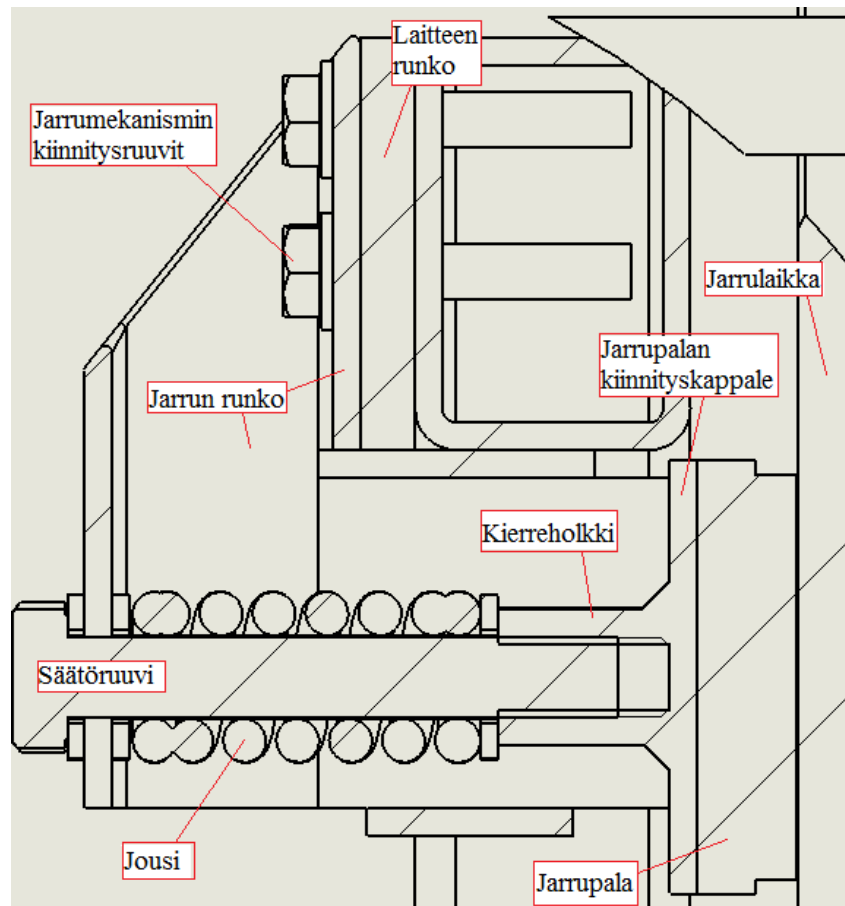 Laitteen
runko
Jarrumekanismin
kiinnitysruuvit
Jarrulaikka
Jarrupalan
kiinnityskappale
Jarrun runko
Kierreholkki
Säätöruuvi
Jousi
Jarrupala